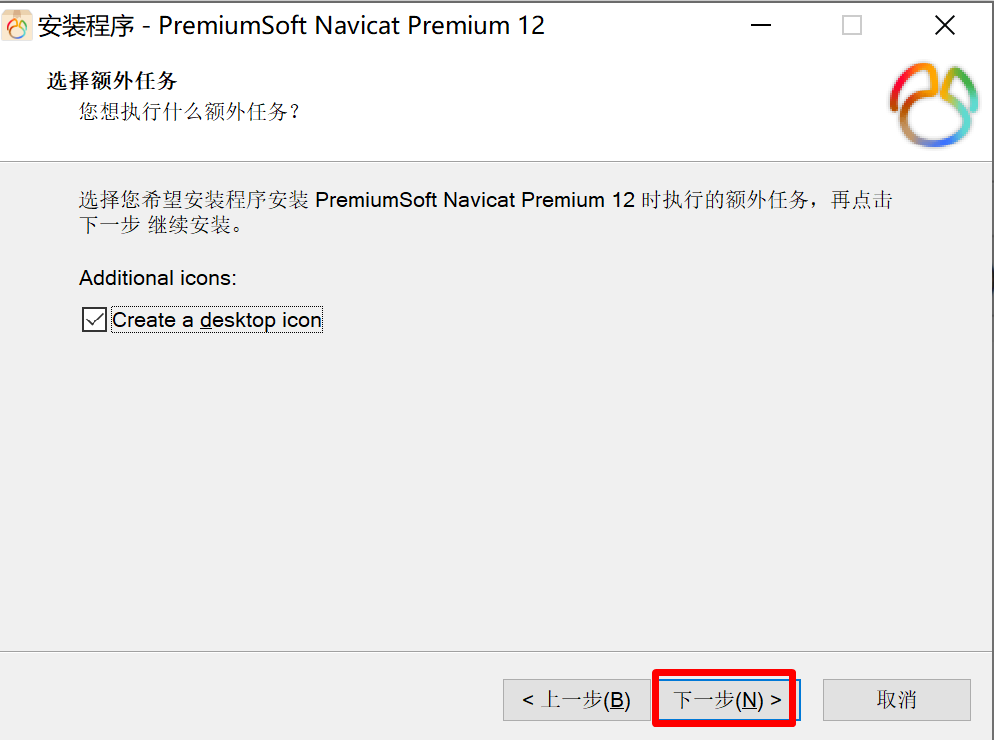 安装程序 - PremiumSoft Navicat Premium 12
选择额外任务
您想执行什么额外任务？
选择您希望安装程序安装 PremiumSoft Navicat Premium 12 时执行的额外任务，再点击
下一步 继续安装。
Additional icons:
Create a desktop icon
< 上一步(B) 下一步(N) > 取消